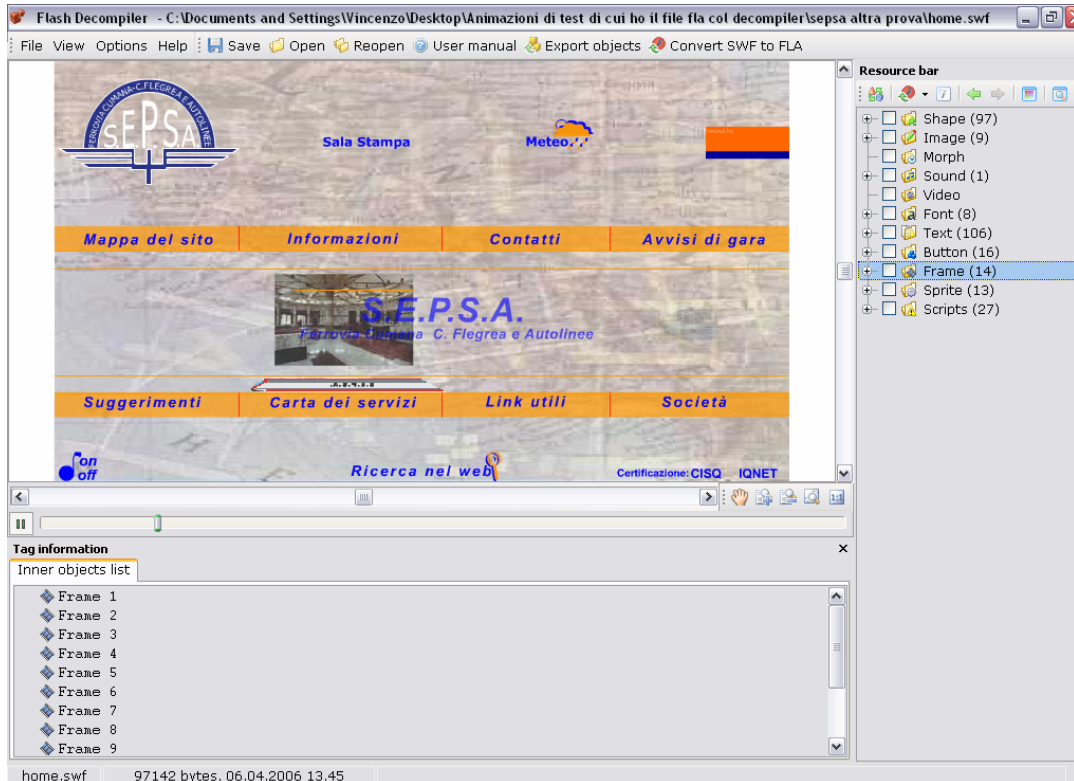 Flash Decompiler - C:\Documents and Settings\Vincenzo\Desktop\Animazioni di test di cui ho il file fla col decompiler\sepsa altra prova\home.swf
File View Options Help Save Open Reopen User manual Export objects Convert SWF to FLA
FERROVIA CUMANA-C.FLEGREA E AUTOLINEE
S.E.P.S.A.
Sala Stampa
Meteo
powered by
Mappa del sito Informazioni Contatti Avvisi di gara
S.E.P.S.A.
Ferrovia Cumana C. Flegrea e Autolinee
Suggerimenti Carta dei servizi Link utili Società
on
off
Ricerca nel web
Certificazione: CISQ IQNET
Resource bar
Shape (97)
Image (9)
Morph
Sound (1)
Video
Font (8)
Text (106)
Button (16)
Frame (14)
Sprite (13)
Scripts (27)
1:1
Tag information
Inner objects list
Frame 1
Frame 2
Frame 3
Frame 4
Frame 5
Frame 6
Frame 7
Frame 8
Frame 9
home.swf 97142 bytes, 06.04.2006 13.45